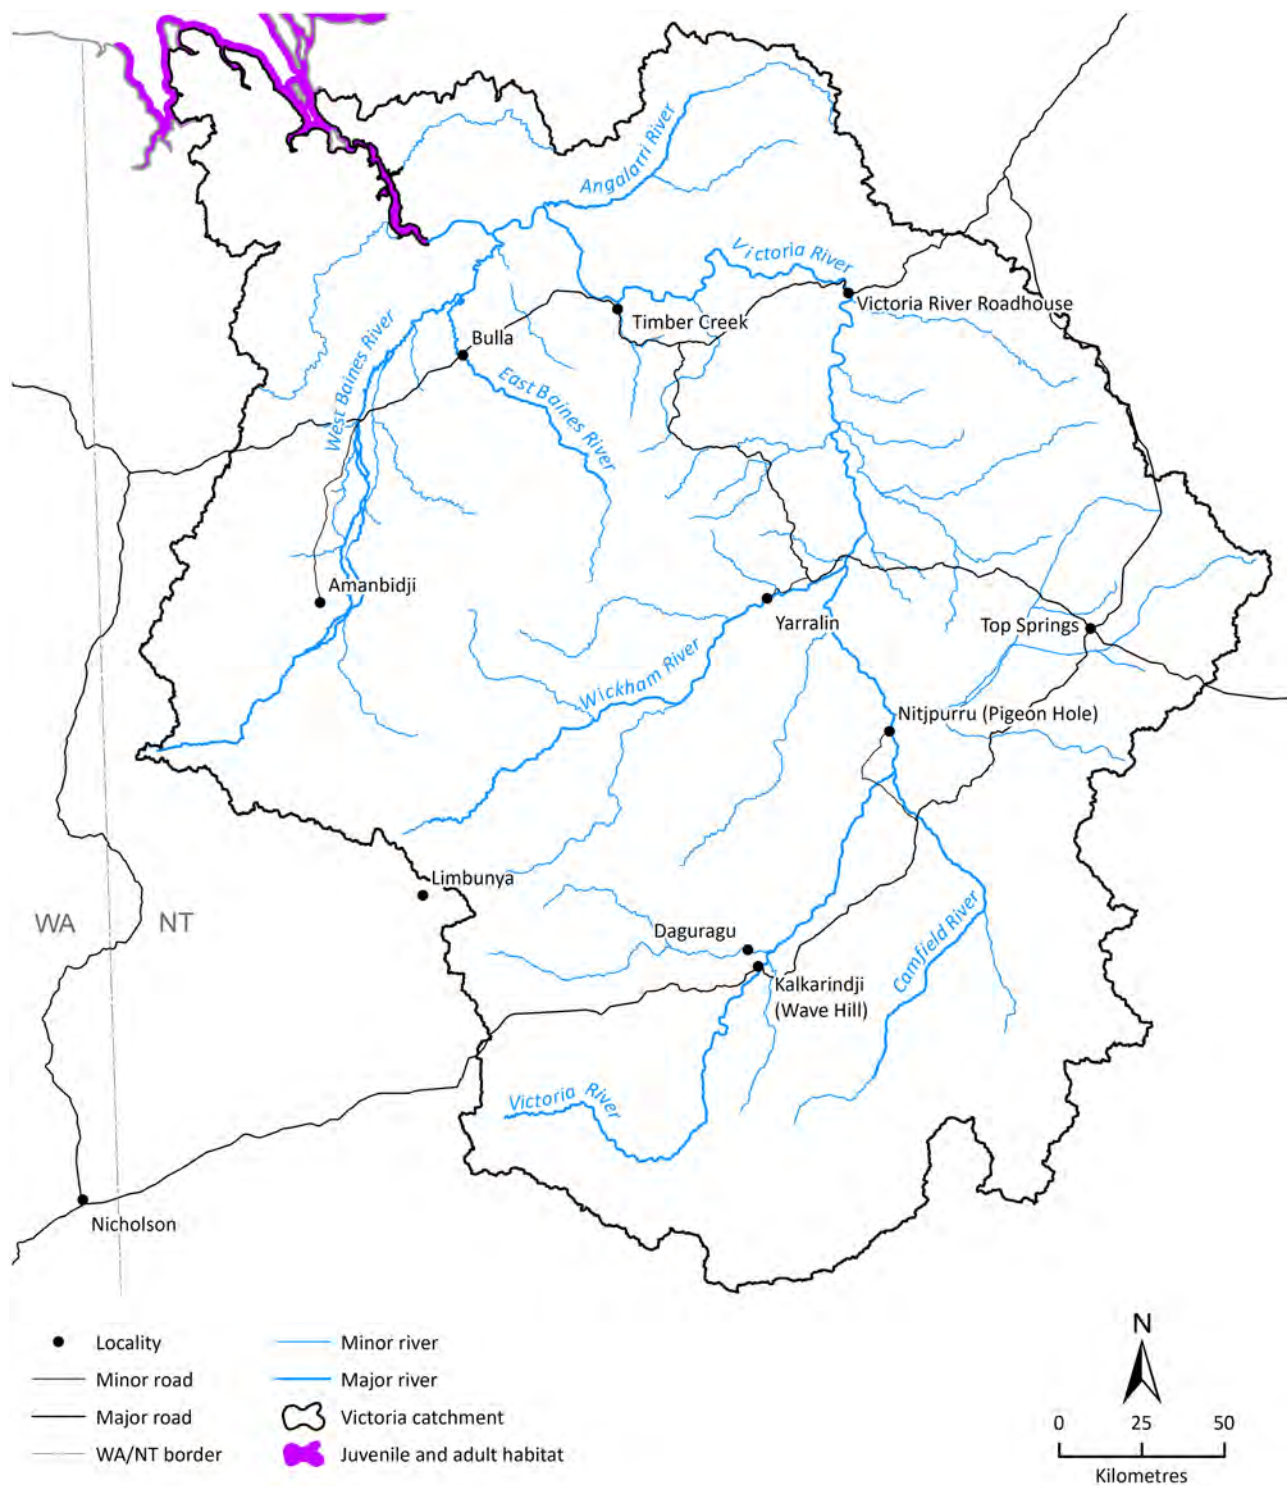 Angalarri River
Victoria River
Victoria River Roadhouse
Timber Creek
Bulla
West Baines River
East Baines River
Amanbidji
Yarralin
Top Springs
Wickham River
Nitjpurru (Pigeon Hole)
Limbunya
WA
NT
Daguragu
Camfield River
Kalkarindji
(Wave Hill)
Victoria River
Nicholson
Locality
Minor road
Major road
WA/NT border
Minor river
Major river
Victoria catchment
Juvenile and adult habitat
N
0 25 50
Kilometres